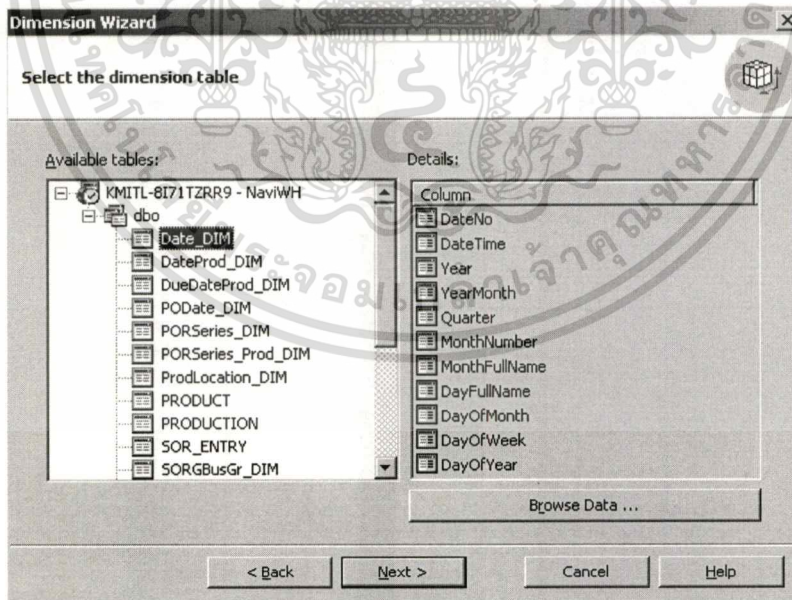 Dimension Wizard
Select the dimension table
Available tables:
KMITL-8I71TZRR9 - NaviWH
dbo
Date_DIM
DateProd_DIM
DueDateProd_DIM
PODate_DIM
PORSeries_DIM
PORSeries_Prod_DIM
ProdLocation_DIM
PRODUCT
PRODUCTION
SOR_ENTRY
SORGBusGr_DIM
Details:
Column
DateNo
DateTime
Year
YearMonth
Quarter
MonthNumber
MonthFullName
DayFullName
DayOfMonth
DayOfWeek
DayOfYear
Browse Data ...
< Back
Next >
Cancel
Help